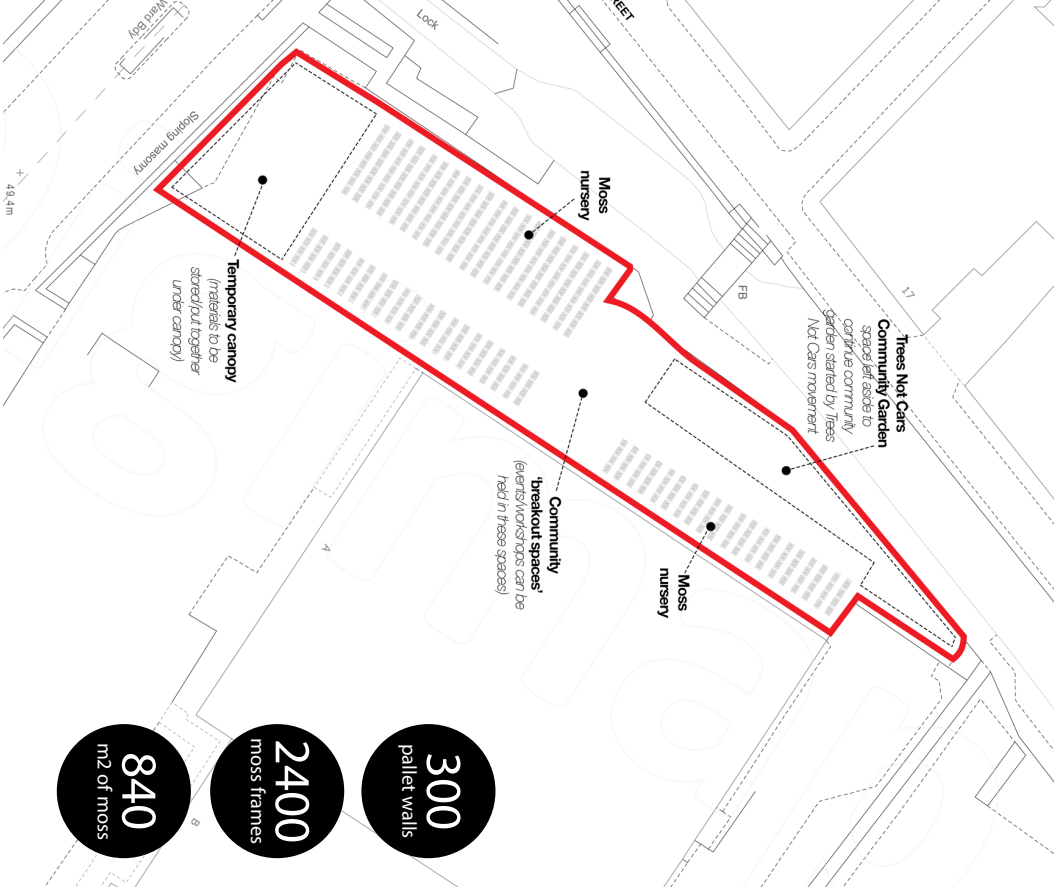 Ward Bdy
Lock
REET
Sloping masonry
49.4m
FB
17
A
B
Moss
nursery
Trees Not Cars
Community Garden
space left aside to
continue community
garden started by Trees
Not Cars movement
Temporary canopy
(materials to be
stored/put together
under canopy)
Community
'breakout spaces'
(events/workshops can be
held in these spaces)
Moss
nursery
300
pallet walls
2400
moss frames
840
m2 of moss